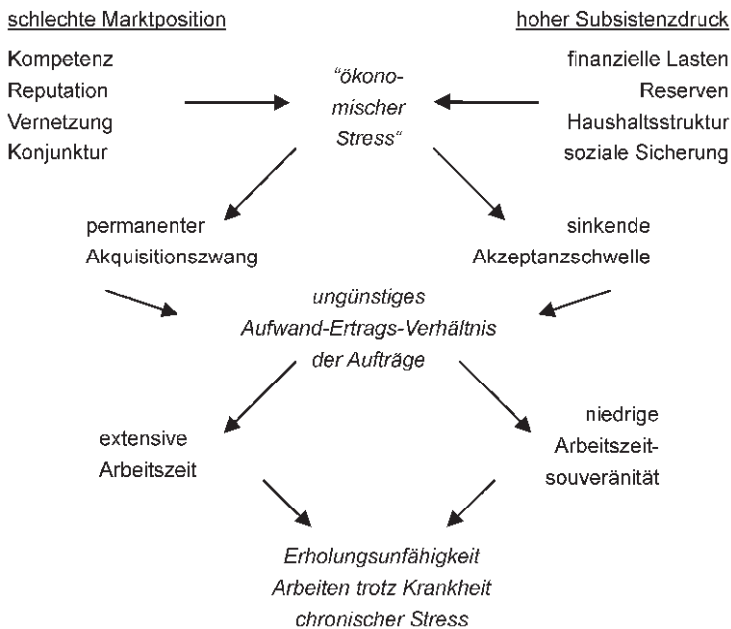 schlechte Marktposition
Kompetenz
Reputation
Vernetzung
Konjunktur
hoher Subsistenzdruck
finanzielle Lasten
Reserven
Haushaltsstruktur
soziale Sicherung
“ökono-
mischer
Stress“
permanenter
Akquisitionszwang
sinkende
Akzeptanzschwelle
ungünstiges
Aufwand-Ertrags-Verhältnis
der Aufträge
extensive
Arbeitszeit
niedrige
Arbeitszeit-
souveränität
Erholungsunfähigkeit
Arbeiten trotz Krankheit
chronischer Stress